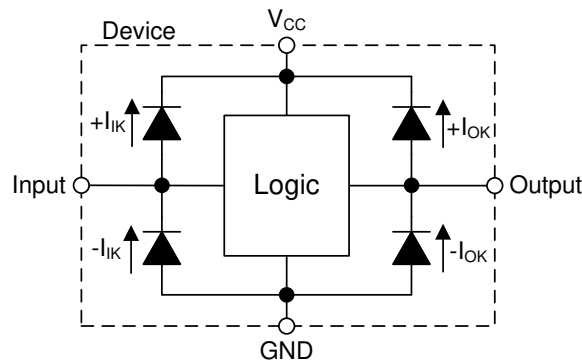 Device
VCC
+IIK
+IOK
Input
Logic
Output
-IIK
-IOK
GND